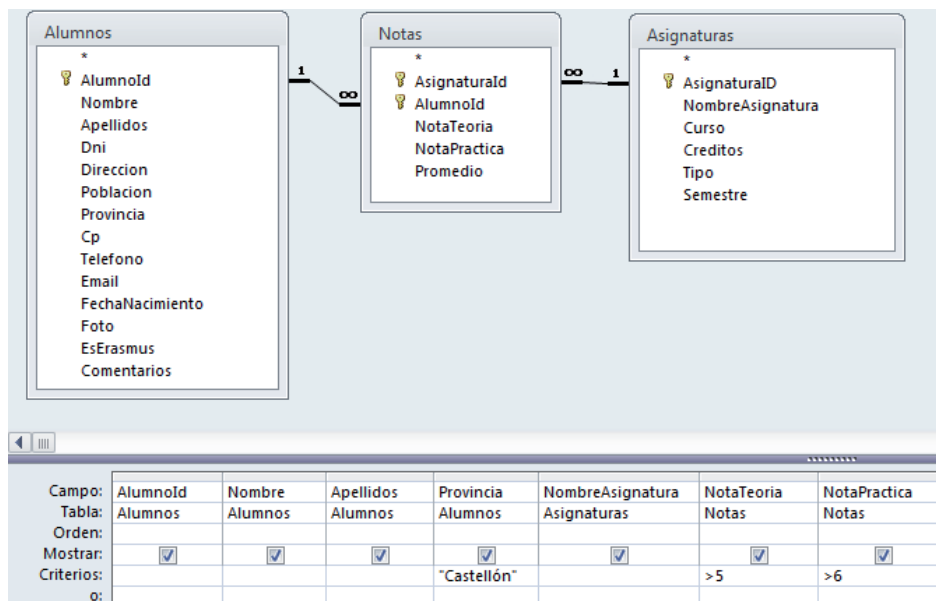 Alumnos
*
AlumnoId
Nombre
Apellidos
Dni
Direccion
Poblacion
Provincia
Cp
Telefono
Email
FechaNacimiento
Foto
EsErasmus
Comentarios
1
∞
Notas
*
AsignaturaId
AlumnoId
NotaTeoria
NotaPractica
Promedio
∞
1
Asignaturas
*
AsignaturaID
NombreAsignatura
Curso
Creditos
Tipo
Semestre
Campo: AlumnoId Nombre Apellidos Provincia NombreAsignatura NotaTeoria NotaPractica
Tabla: Alumnos Alumnos Alumnos Alumnos Asignaturas Notas Notas
Orden:
Mostrar:
Criterios: "Castellón" >5 >6
o: